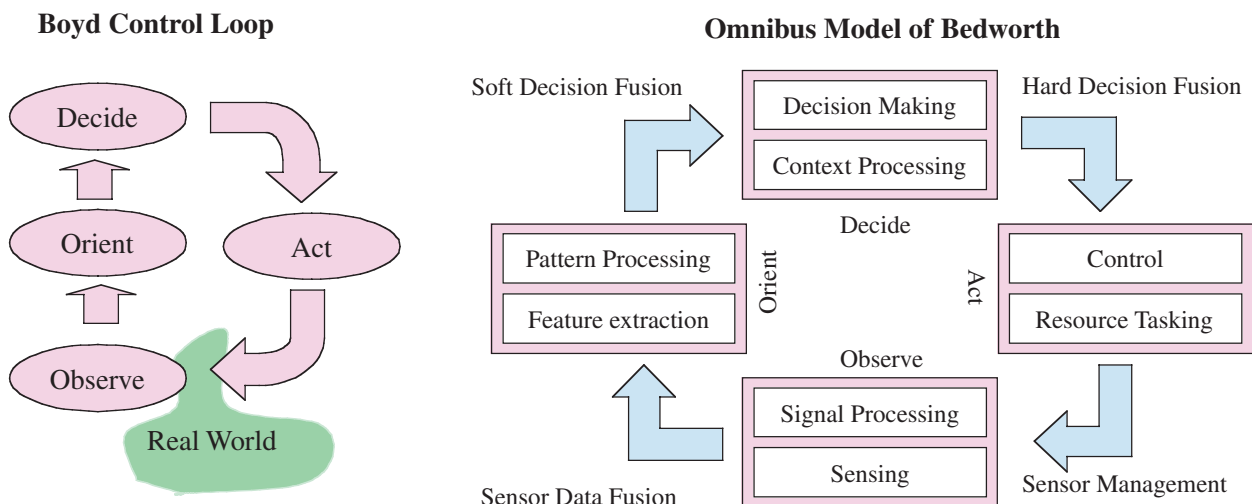 Boyd Control Loop
Decide
Orient
Act
Observe
Real World
Omnibus Model of Bedworth
Soft Decision Fusion
Decision Making
Context Processing
Hard Decision Fusion
Decide
Pattern Processing
Feature extraction
Orient
Act
Control
Resource Tasking
Observe
Signal Processing
Sensing
Sensor Data Fusion
Sensor Management